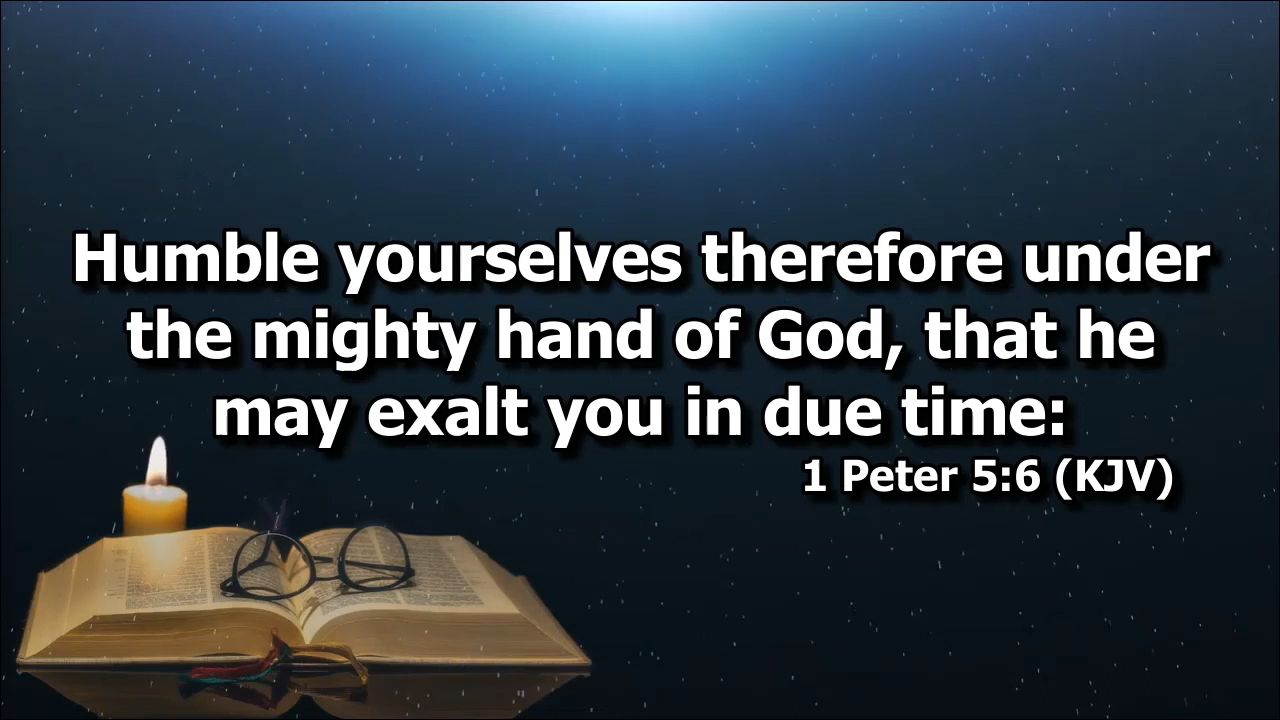 Humble yourselves therefore under
the mighty hand of God, that he
may exalt you in due time:
1 Peter 5:6 (KJV)